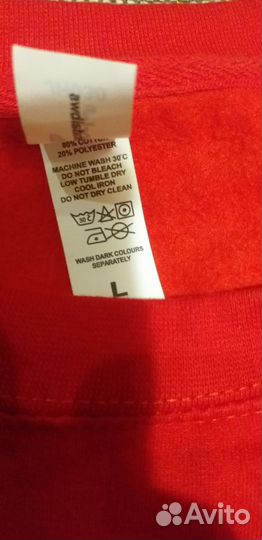 80% COTTON
20% POLYESTER
MACHINE WASH 30°C
DO NOT BLEACH
LOW TUMBLE DRY
COOL IRON
DO NOT DRY CLEAN
30°C
WASH DARK COLOURS
SEPARATELY
L
Avito